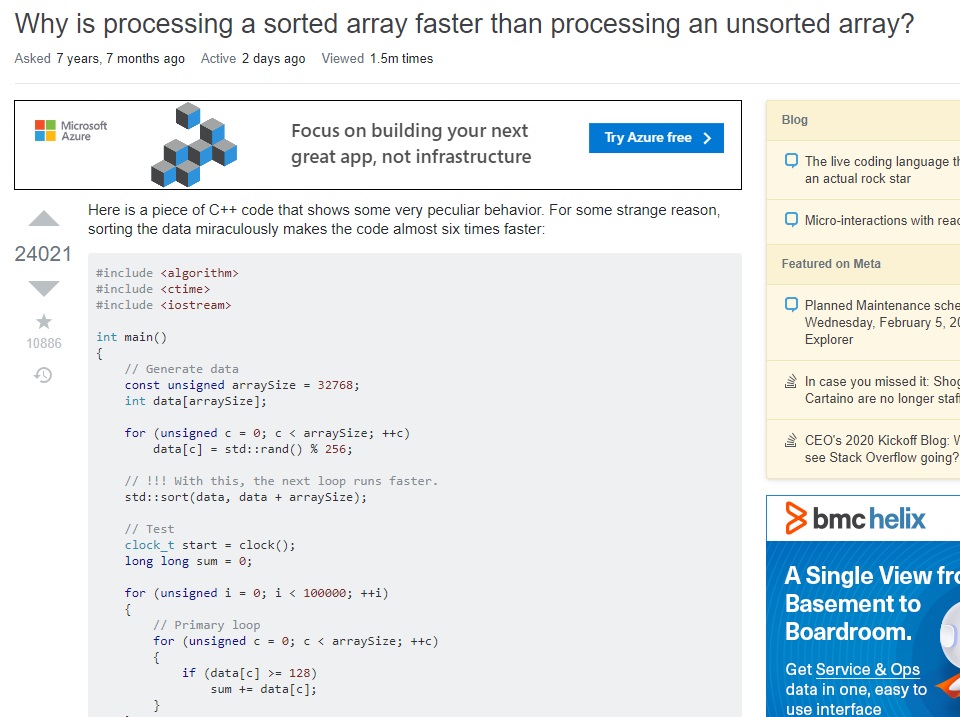 Why is processing a sorted array faster than processing an unsorted array?
Asked 7 years, 7 months ago Active 2 days ago Viewed 1.5m times
Microsoft
Azure
Focus on building your next
great app, not infrastructure
Try Azure free
24021
10886
Here is a piece of C++ code that shows some very peculiar behavior. For some strange reason,
sorting the data miraculously makes the code almost six times faster:
#include <algorithm>
#include <ctime>
#include <iostream>
int main()
{
// Generate data
const unsigned arraySize = 32768;
int data[arraySize];
for (unsigned c = 0; c < arraySize; ++c)
data[c] = std::rand() % 256;
// !!! With this, the next loop runs faster.
std::sort(data, data + arraySize);
// Test
clock_t start = clock();
long long sum = 0;
for (unsigned i = 0; i < 100000; ++i)
{
// Primary loop
for (unsigned c = 0; c < arraySize; ++c)
{
if (data[c] >= 128)
sum += data[c];
}
Blog
The live coding language
an actual rock star
Micro-interactions with
Featured on Meta
Planned Maintenance
Wednesday, February 5,
Explorer
In case you missed it:
Cartaino are no longer
CEO's 2020 Kickoff Blog:
see Stack Overflow going?
bmc helix
A Single View
Basement to
Boardroom.
Get Service & Ops
data in one, easy to
use interface